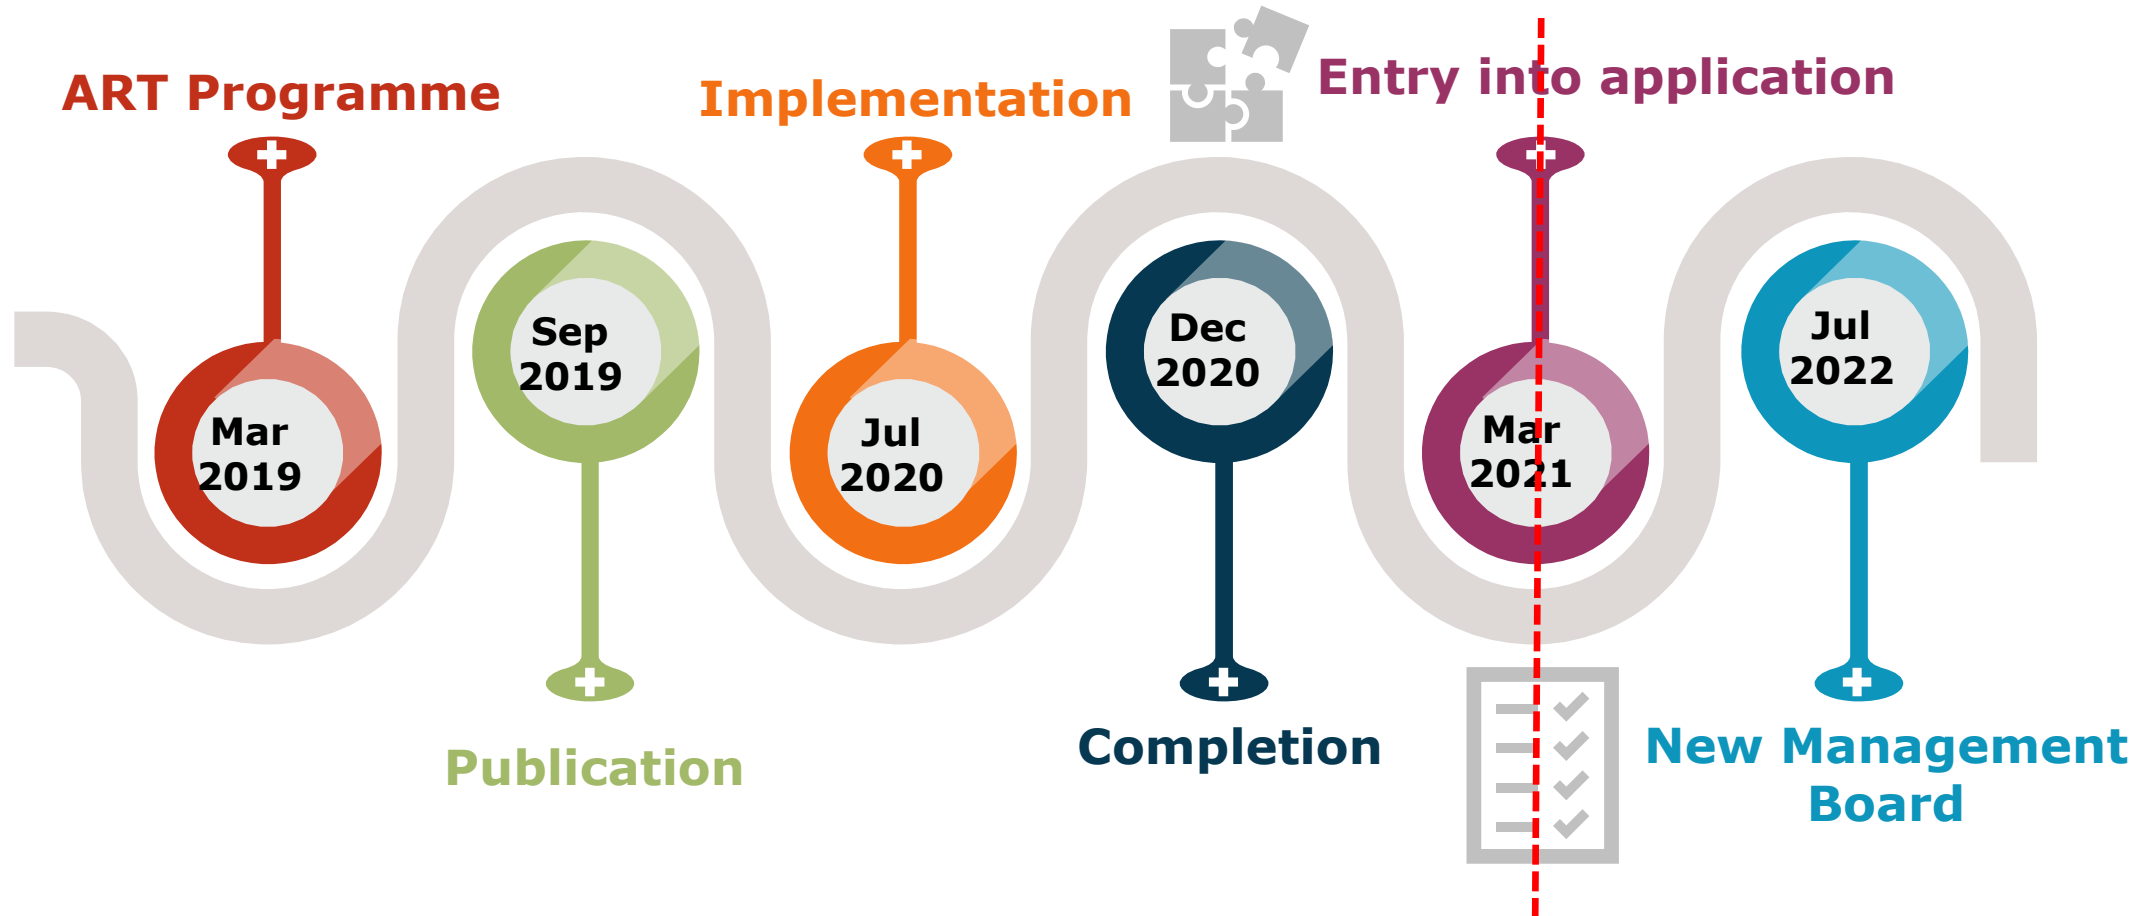 ART Programme
Mar
2019
Sep
2019
Publication
Implementation
Jul
2020
Dec
2020
Completion
Entry into application
Mar
2021
Jul
2022
New Management
Board